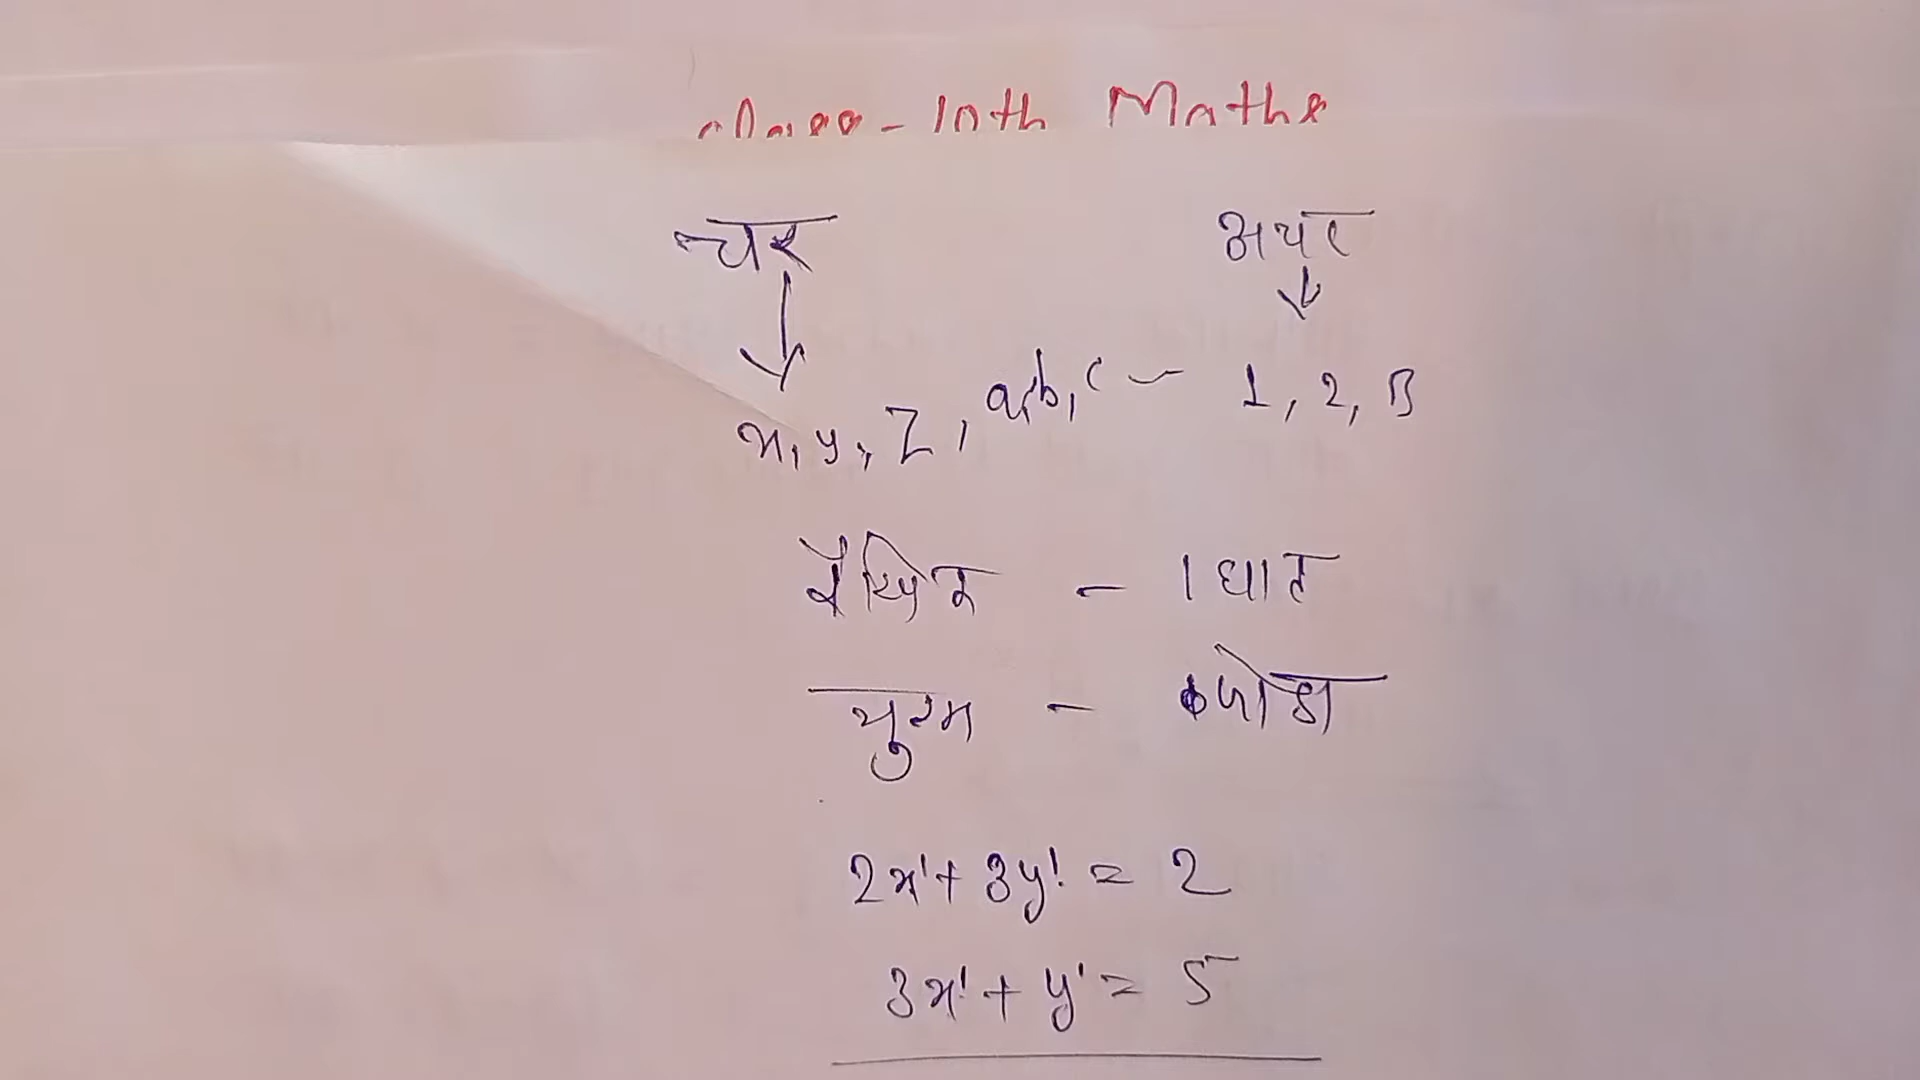 Class - 10th Maths
चर अचर
x, y, z, a, b, c — 1, 2, 3
रैखिक - 1 घात
युग्म - जोडा
2x¹ + 3y¹ = 2
3x¹ + y¹ = 5